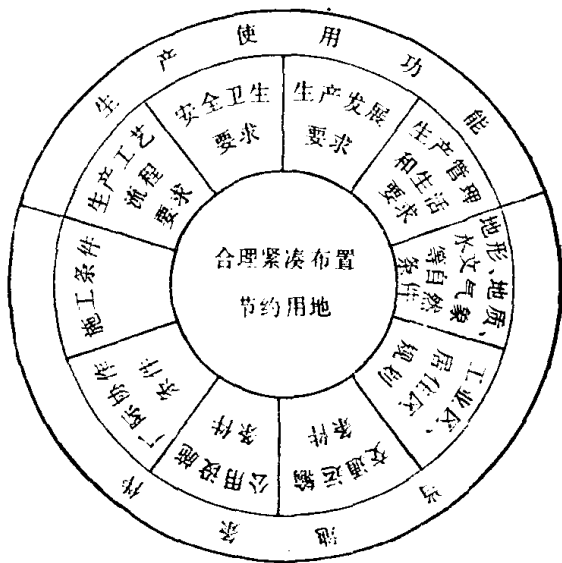 生产使用功能
生产工艺
流程
要求
安全卫生
要求
生产发展
要求
生产管理
和生活
要求
地形、地质、
水文气象
等自然
条件
工业区、
居住区
规划
交通运输
条件
公用设施
条件
厂际协作
条件
施工条件
当地条件
合理紧凑布置
节约用地